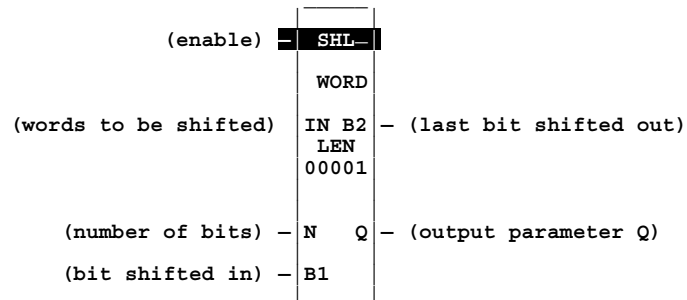 (enable) SHL
WORD
(words to be shifted) IN B2 (last bit shifted out)
LEN
00001
(number of bits) N Q (output parameter Q)
(bit shifted in) B1